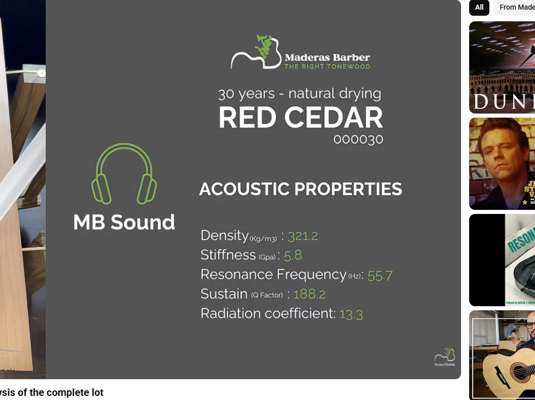 All
From Made
Maderas Barber
THE RIGHT TONEWOOD
30 years - natural drying
RED CEDAR
000030
ACOUSTIC PROPERTIES
MB Sound
Density (Kg/m3) : 321.2
Stiffness (Gpa) : 5.8
Resonance Frequency (Hz): 55.7
Sustain (Q Factor) : 188.2
Radiation coefficient: 13.3
DUN
RESONA
ysis of the complete lot